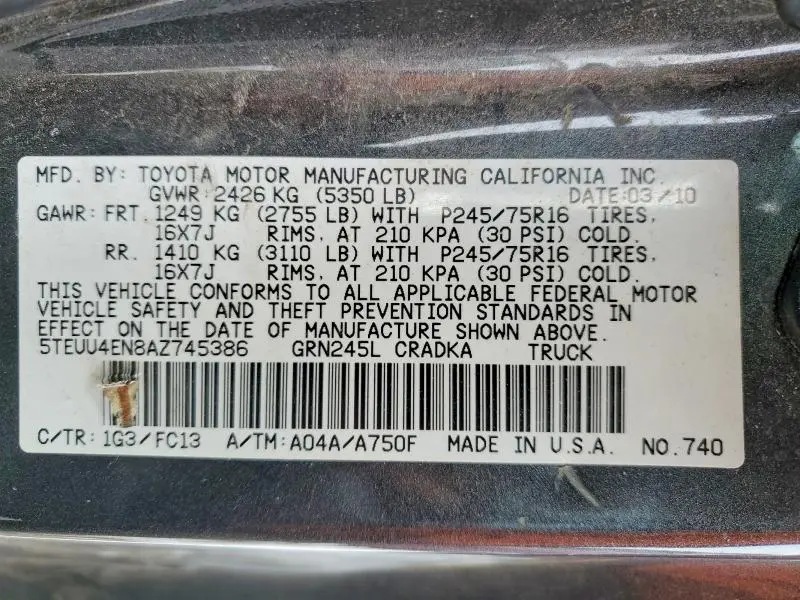 MFD. BY: TOYOTA MOTOR MANUFACTURING CALIFORNIA INC.
GVWR: 2426 KG (5350 LB) DATE: 03/10
GAWR: FRT. 1249 KG (2755 LB) WITH P245/75R16 TIRES,
16X7J RIMS, AT 210 KPA (30 PSI) COLD.
RR. 1410 KG (3110 LB) WITH P245/75R16 TIRES,
16X7J RIMS, AT 210 KPA (30 PSI) COLD.
THIS VEHICLE CONFORMS TO ALL APPLICABLE FEDERAL MOTOR
VEHICLE SAFETY AND THEFT PREVENTION STANDARDS IN
EFFECT ON THE DATE OF MANUFACTURE SHOWN ABOVE.
5TEUU4EN8AZ745386 GRN245L CRADKA TRUCK
C/TR: 1G3/FC13 A/TM: A04A/A750F MADE IN U.S.A. NO. 740